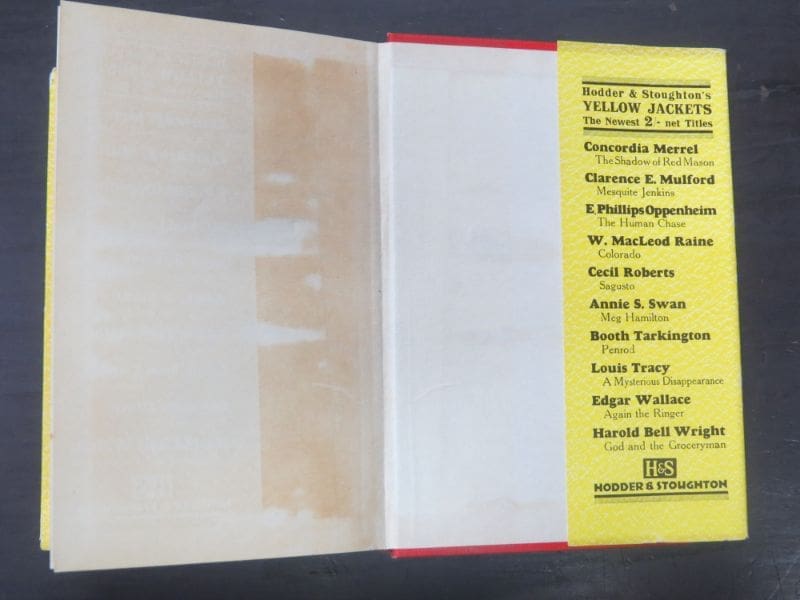 Hodder & Stoughton's
YELLOW JACKETS
The Newest 2/- net Titles
Concordia Merrel
The Shadow of Red Mason
Clarence E. Mulford
Mesquite Jenkins
E. Phillips Oppenheim
The Human Chase
W. MacLeod Raine
Colorado
Cecil Roberts
Sagusto
Annie S. Swan
Meg Hamilton
Booth Tarkington
Penrod
Louis Tracy
A Mysterious Disappearance
Edgar Wallace
Again the Ringer
Harold Bell Wright
God and the Groceryman
H&S
HODDER & STOUGHTON